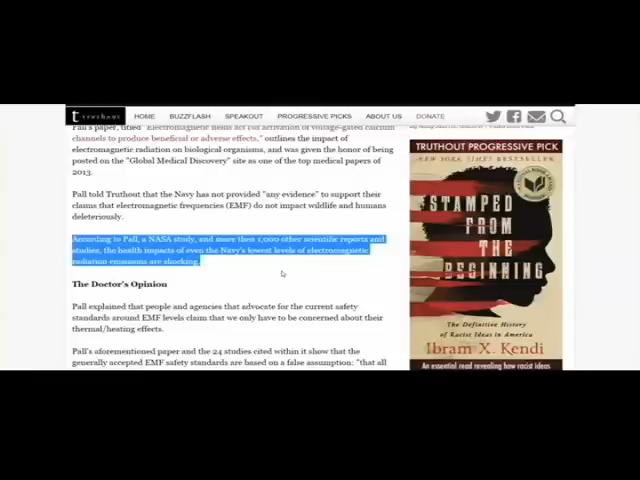 truthout HOME BUZZFLASH SPEAKOUT PROGRESSIVE PICKS ABOUT US DONATE
Pall's paper, titled "Electromagnetic fields act via activation of voltage-gated calcium
channels to produce beneficial or adverse effects," outlines the impact of
electromagnetic radiation on biological organisms, and was given the honor of being
posted on the "Global Medical Discovery" site as one of the top medical papers of
2013.
Pall told Truthout that the Navy has not provided "any evidence" to support their
claims that electromagnetic frequencies (EMF) do not impact wildlife and humans
deleteriously.
According to Pall, a NASA study, and more then 1,000 other scientific reports and
studies, the health impacts of even the Navy's lowest levels of electromagnetic
radiation emissions are shocking.
The Doctor's Opinion
Pall explained that people and agencies that advocate for the current safety
standards around EMF levels claim that we only have to be concerned about their
thermal/heating effects.
Pall's aforementioned paper and the 24 studies cited within it show that the
generally accepted EMF safety standards are based on a false assumption: "that all
TRUTHOUT PROGRESSIVE PICK
NEW YORK TIMES BESTSELLER
STAMPED
FROM
THE
BEGINNING
The Definitive History
of Racist Ideas in America
Ibram X. Kendi
An essential read revealing how racist ideas